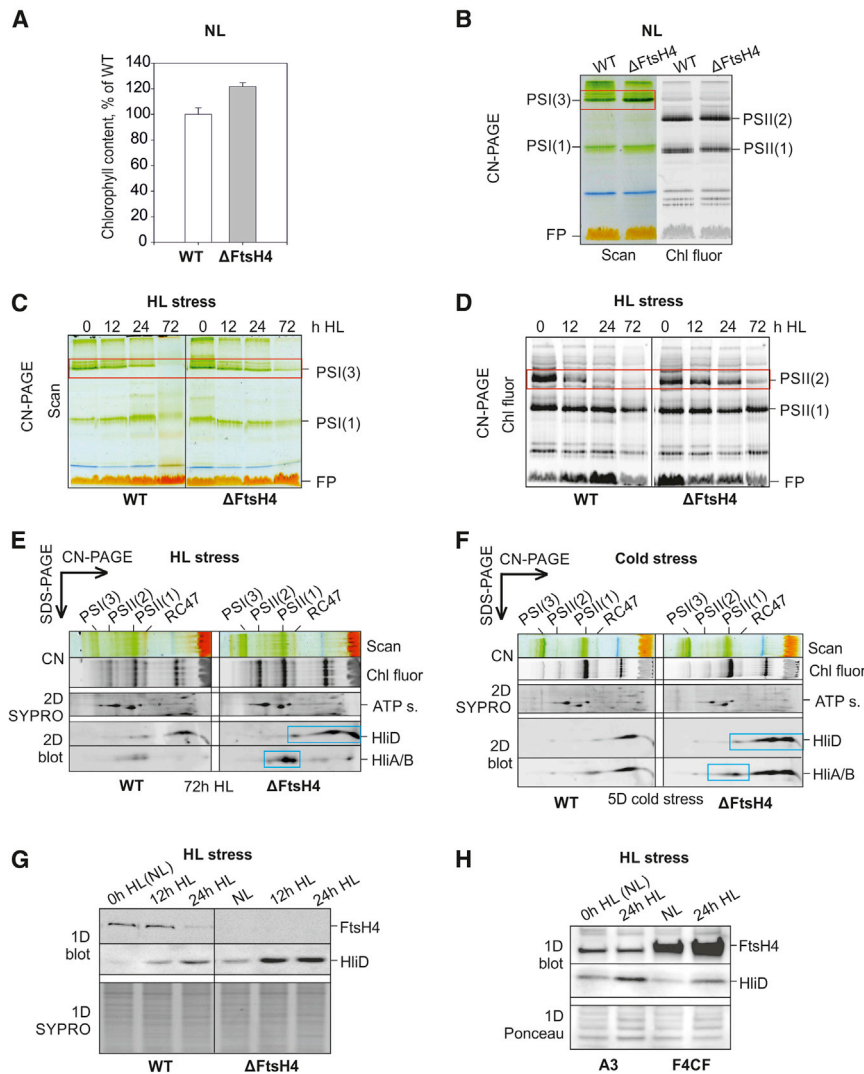 A
NL
Chlorophyll content, % of WT
140
120
100
80
60
40
20
0
WT ΔFtsH4
B
NL
WT ΔFtsH4 WT ΔFtsH4
CN-PAGE
PSI(3)
PSI(1)
FP
PSII(2)
PSII(1)
Scan Chl fluor
C
HL stress
0 12 24 72 0 12 24 72 h HL
CN-PAGE
Scan
PSI(3)
PSI(1)
FP
WT ΔFtsH4
D
HL stress
0 12 24 72 0 12 24 72 h HL
CN-PAGE
Chl fluor
PSII(2)
PSII(1)
FP
WT ΔFtsH4
E
HL stress
CN-PAGE
SDS-PAGE
PSI(3) PSII(2) PSII(1) RC47 PSI(3) PSII(2) PSII(1) RC47
CN
Scan
Chl fluor
2D
SYPRO
ATP s.
2D
blot
HliD
HliA/B
WT 72h HL ΔFtsH4
F
Cold stress
CN-PAGE
SDS-PAGE
PSI(3) PSII(2) PSII(1) RC47 PSI(3) PSII(2) PSII(1) RC47
CN
Scan
Chl fluor
2D
SYPRO
ATP s.
2D
blot
HliD
HliA/B
WT 5D cold stress ΔFtsH4
G
HL stress
0h HL(NL) 12h HL 24h HL NL 12h HL 24h HL
1D
blot
FtsH4
HliD
1D
SYPRO
WT ΔFtsH4
H
HL stress
0h HL (NL) 24h HL NL 24h HL
1D
blot
FtsH4
HliD
1D
Ponceau
A3 F4CF